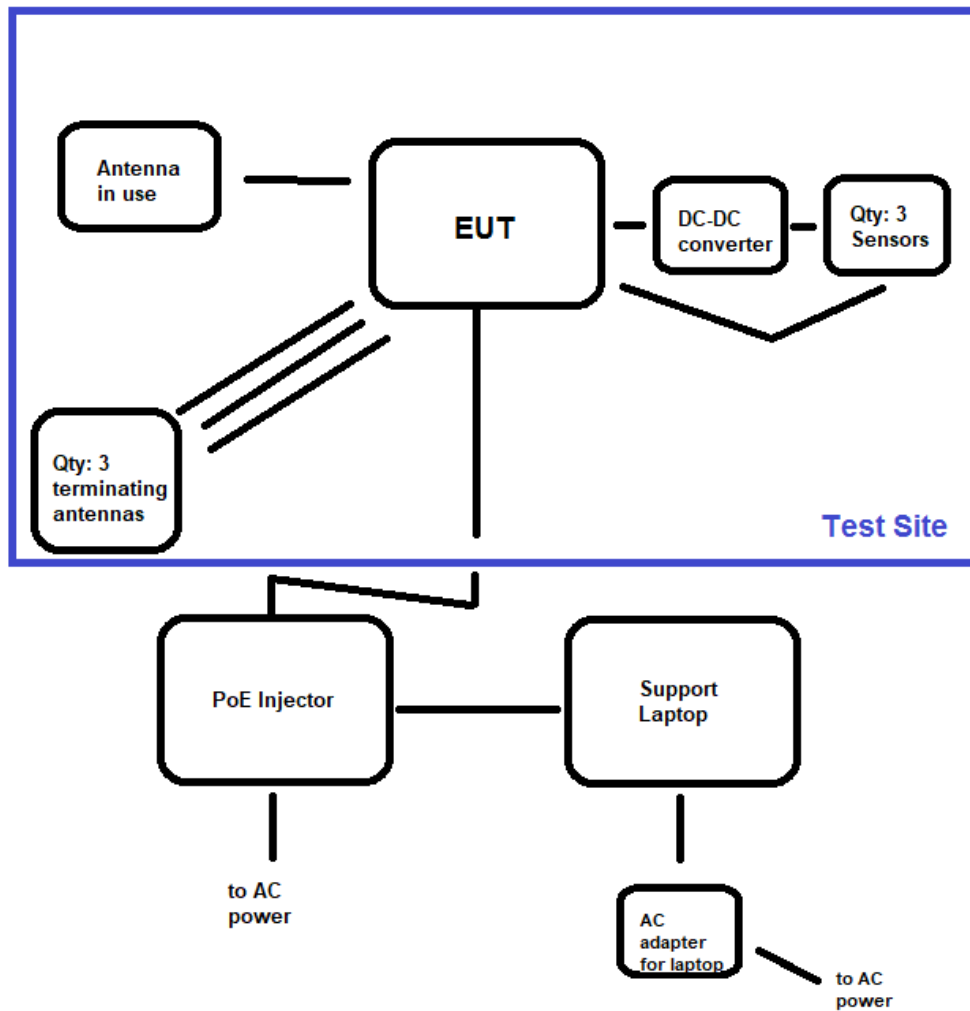 Antenna
in use
EUT
DC-DC
converter
Qty: 3
Sensors
Qty: 3
terminating
antennas
Test Site
PoE Injector
Support
Laptop
to AC
power
AC
adapter
for laptop
to AC
power